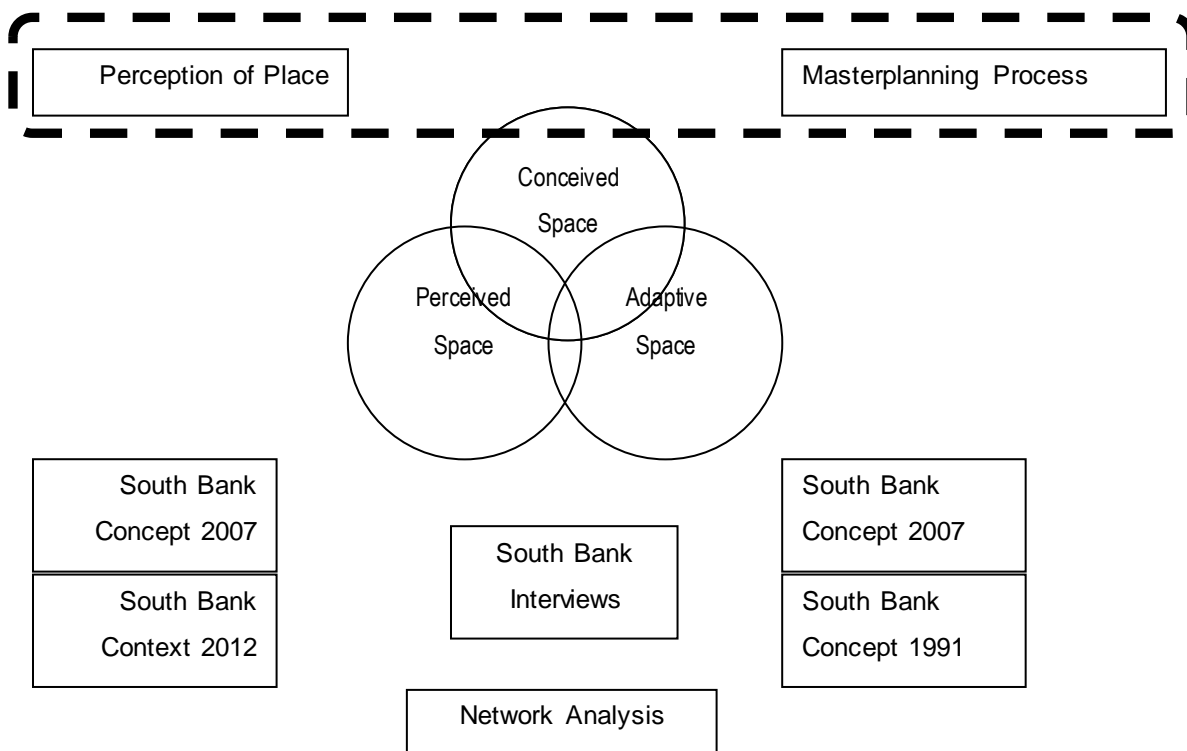 Perception of Place
Masterplanning Process
Conceived
Space
Perceived
Space
Adaptive
Space
South Bank
Concept 2007
South Bank
Context 2012
South Bank
Interviews
South Bank
Concept 2007
South Bank
Concept 1991
Network Analysis